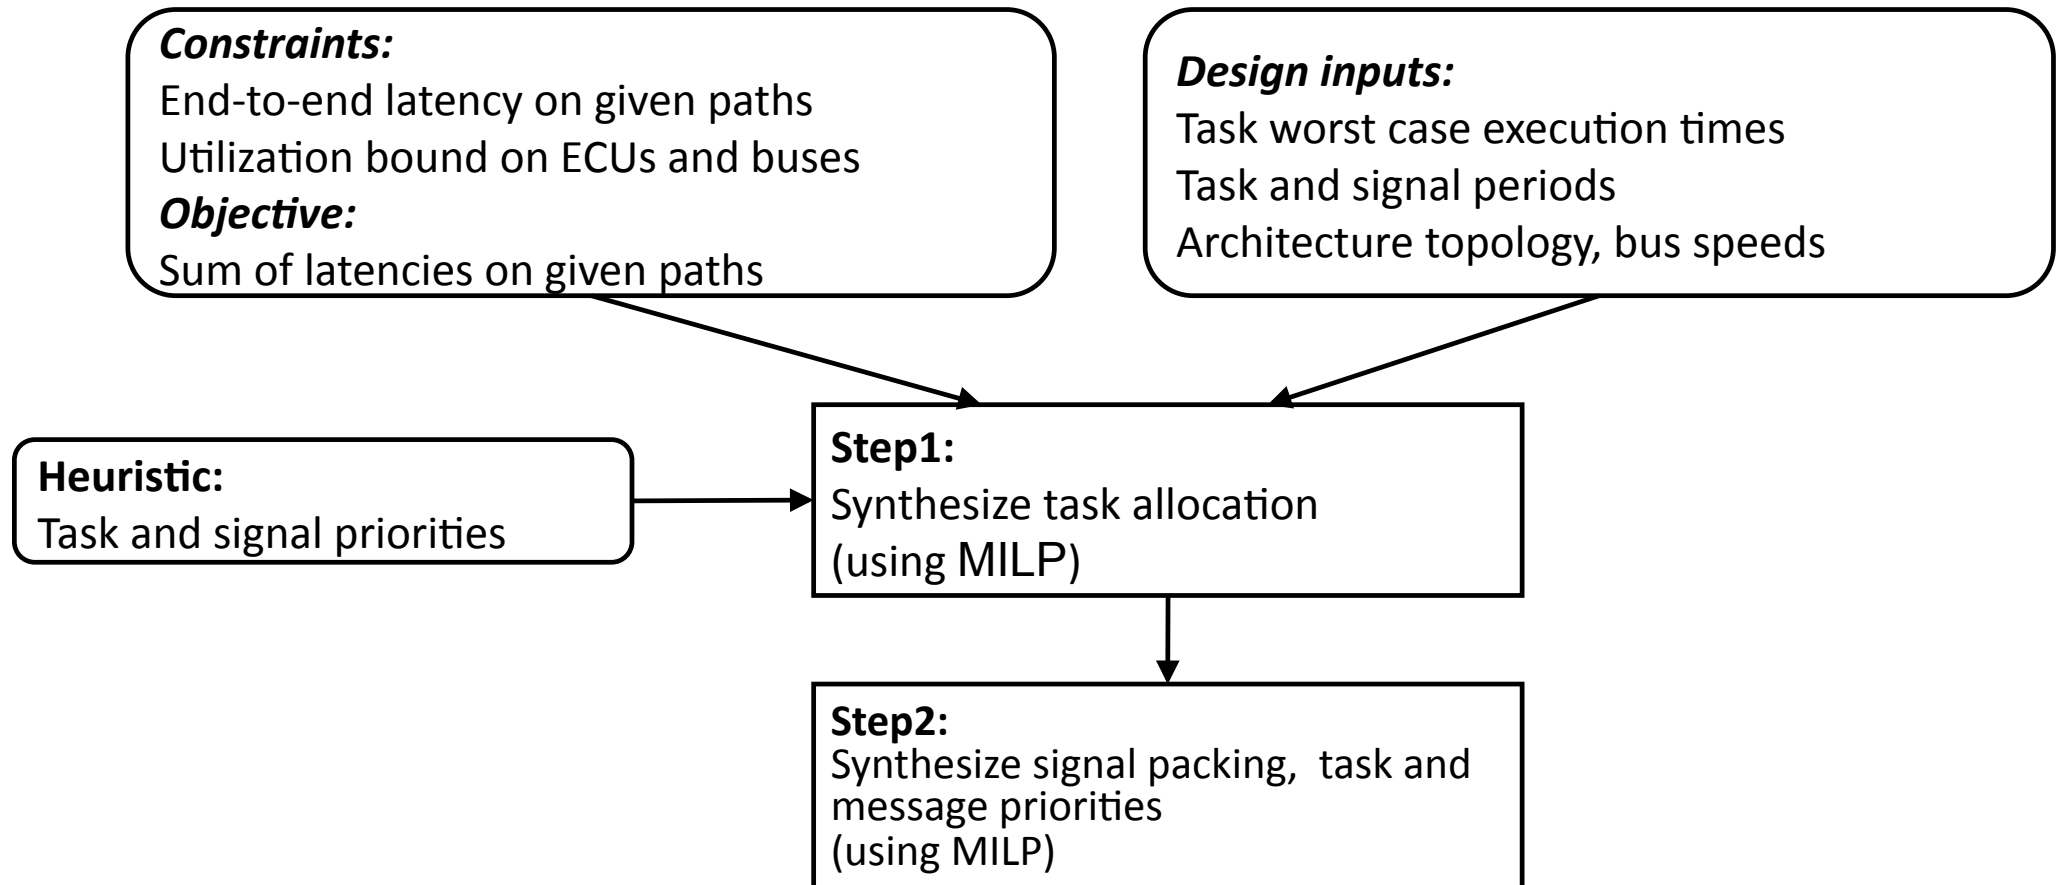 Constraints:
End-to-end latency on given paths
Utilization bound on ECUs and buses
Objective:
Sum of latencies on given paths
Design inputs:
Task worst case execution times
Task and signal periods
Architecture topology, bus speeds
Heuristic:
Task and signal priorities
Step1:
Synthesize task allocation
(using MILP)
Step2:
Synthesize signal packing, task and
message priorities
(using MILP)